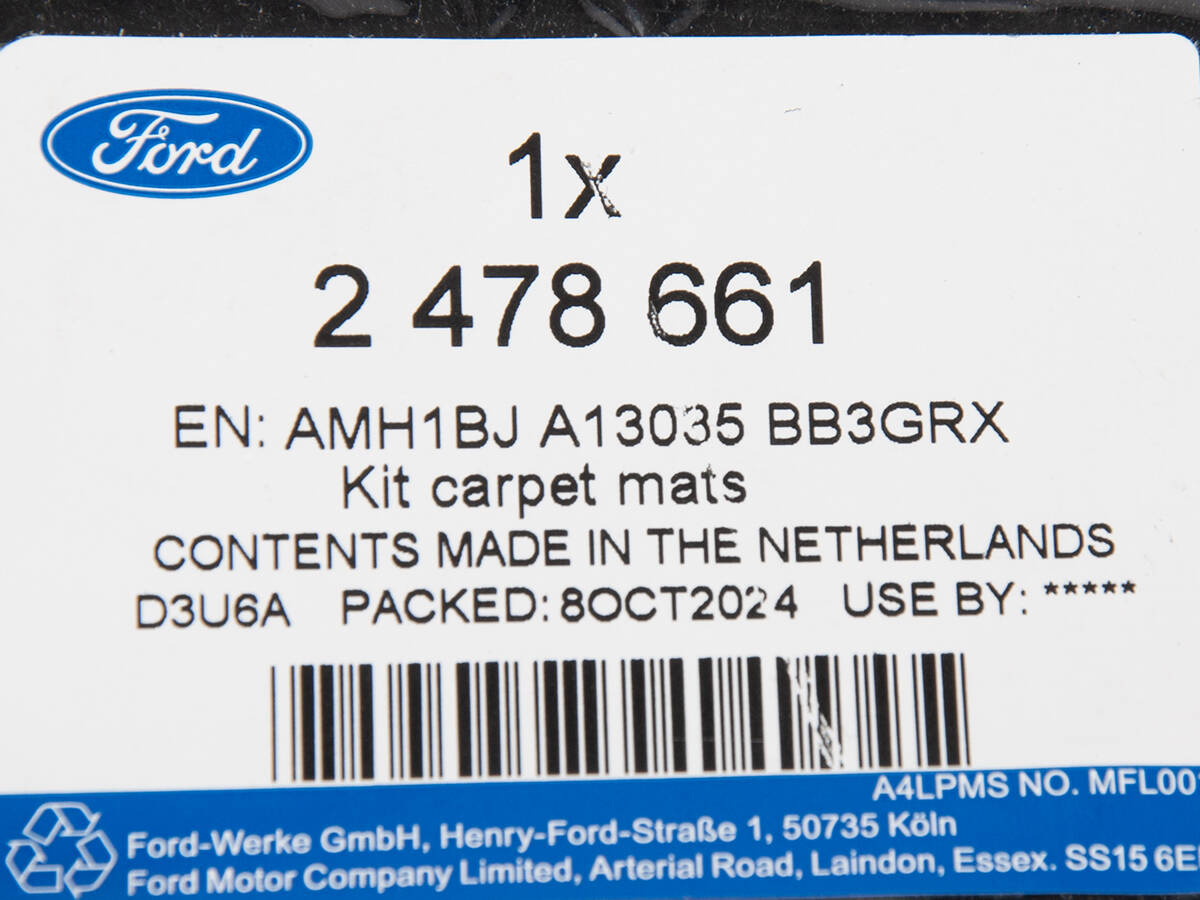 Ford
1x
2 478 661
EN: AMH1BJ A13035 BB3GRX
Kit carpet mats
CONTENTS MADE IN THE NETHERLANDS
D3U6A PACKED: 8OCT2024 USE BY: *****
A4LPMS NO. MFL001
Ford-Werke GmbH, Henry-Ford-Straße 1, 50735 Köln
Ford Motor Company Limited, Arterial Road, Laindon, Essex. SS15 6E